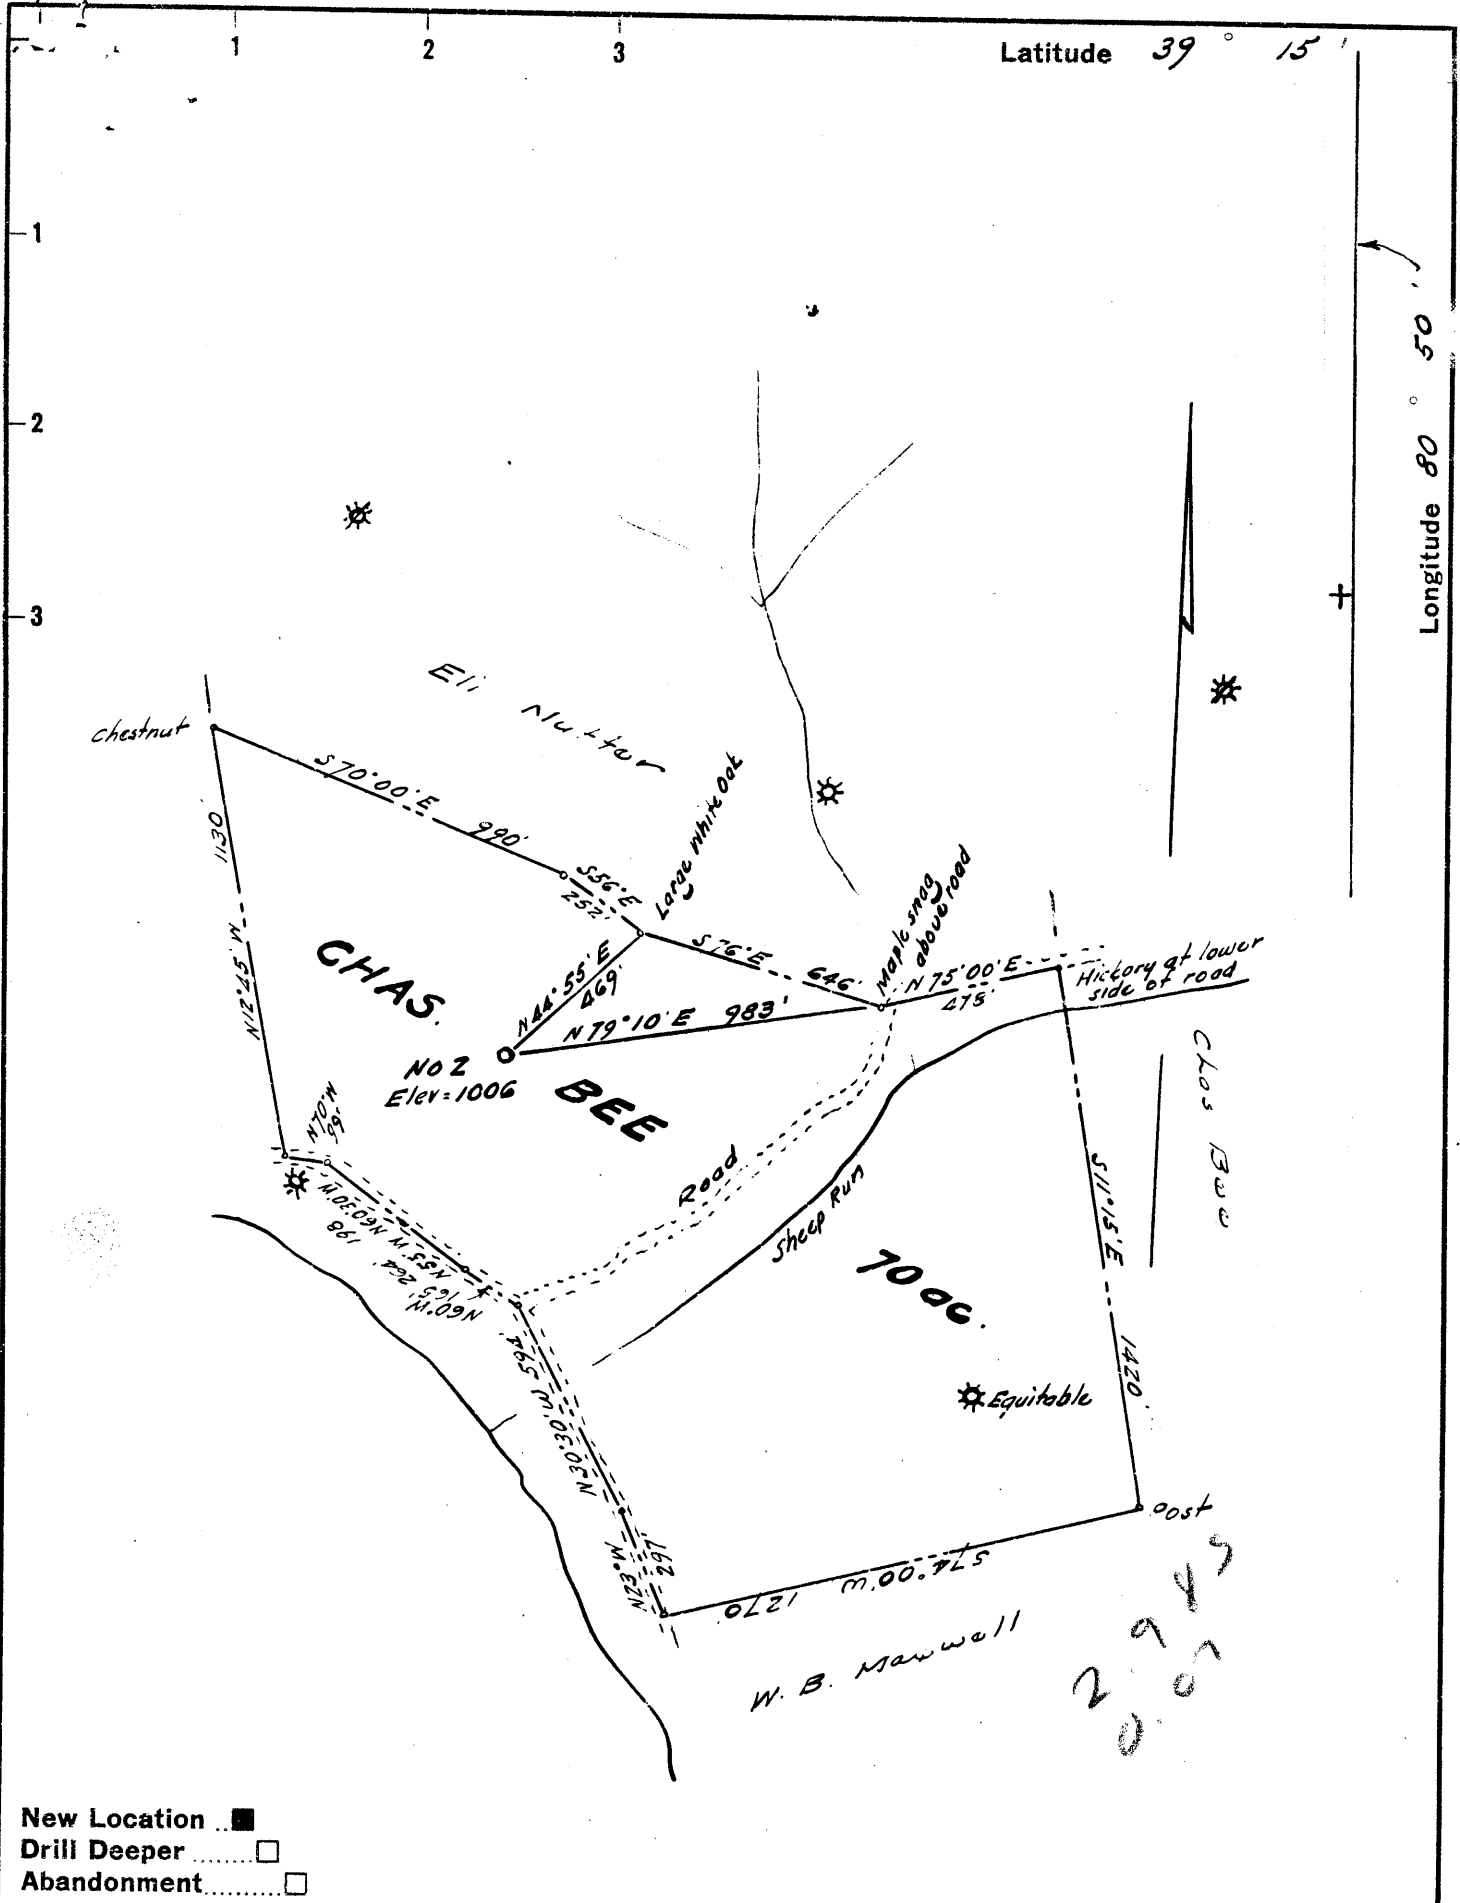 1
2
3
Latitude 39° 15'
1
2
3
Longitude 80° 50'
Eli Nutter
Chestnut
S70°00'E 990'
Large White Oak
S56°E
252'
1130
N12°45'W
CHAS.
BEE
N44°55'E
469'
S76°E 646'
Maple snag
above road
N75°00'E
475'
Hickory at lower
side of road
N79°10'E 983'
No 2
Elev=1006
Chas Bee
N70°W
66'
N60°30'W
198
N55°W 264'
N60°W
165'
Road
Sheep Run
S11°15'E 1420'
70 ac.
N30°30'W 594'
Equitable
Post
N23°W
297'
S74°00'W 1270'
W. B. Maxwell
New Location
Drill Deeper
Abandonment